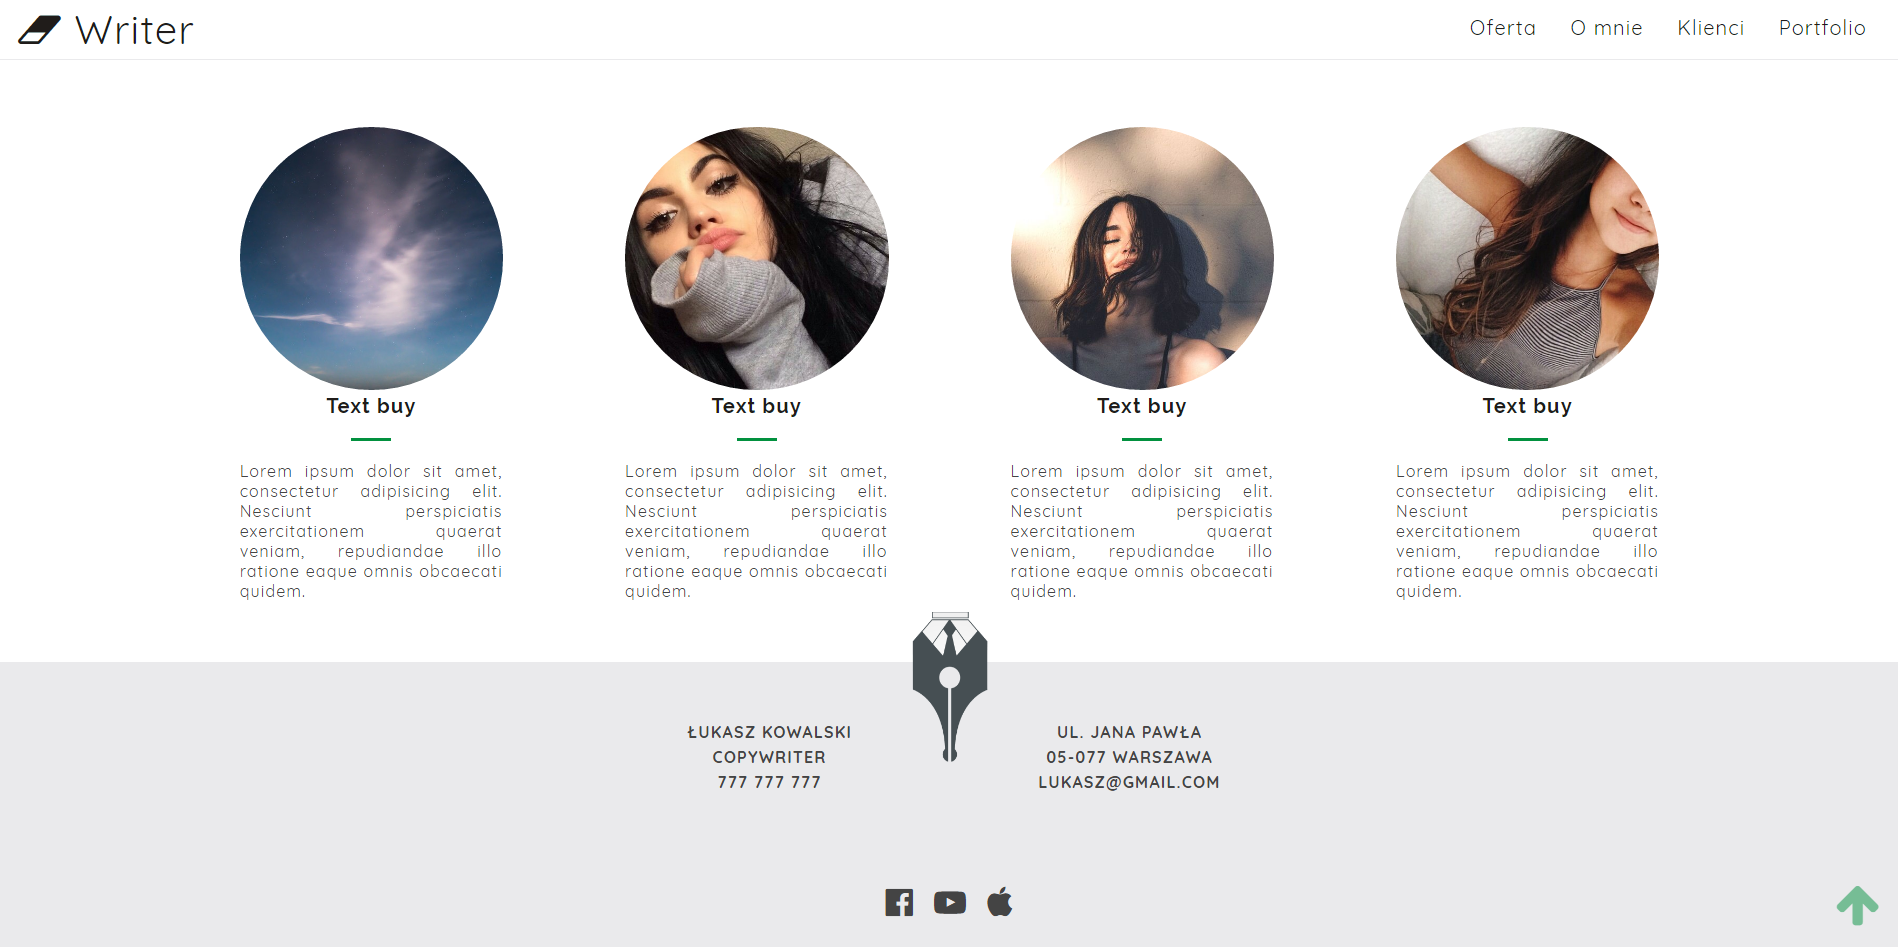 Writer
Oferta O mnie Klienci Portfolio
Text buy
Lorem ipsum dolor sit amet,
consectetur adipisicing elit.
Nesciunt perspiciatis
exercitationem quaerat
veniam, repudiandae illo
ratione eaque omnis obcaecati
quidem.
Text buy
Lorem ipsum dolor sit amet,
consectetur adipisicing elit.
Nesciunt perspiciatis
exercitationem quaerat
veniam, repudiandae illo
ratione eaque omnis obcaecati
quidem.
Text buy
Lorem ipsum dolor sit amet,
consectetur adipisicing elit.
Nesciunt perspiciatis
exercitationem quaerat
veniam, repudiandae illo
ratione eaque omnis obcaecati
quidem.
Text buy
Lorem ipsum dolor sit amet,
consectetur adipisicing elit.
Nesciunt perspiciatis
exercitationem quaerat
veniam, repudiandae illo
ratione eaque omnis obcaecati
quidem.
ŁUKASZ KOWALSKI
COPYWRITER
777 777 777
UL. JANA PAWŁA
05-077 WARSZAWA
LUKASZ@GMAIL.COM